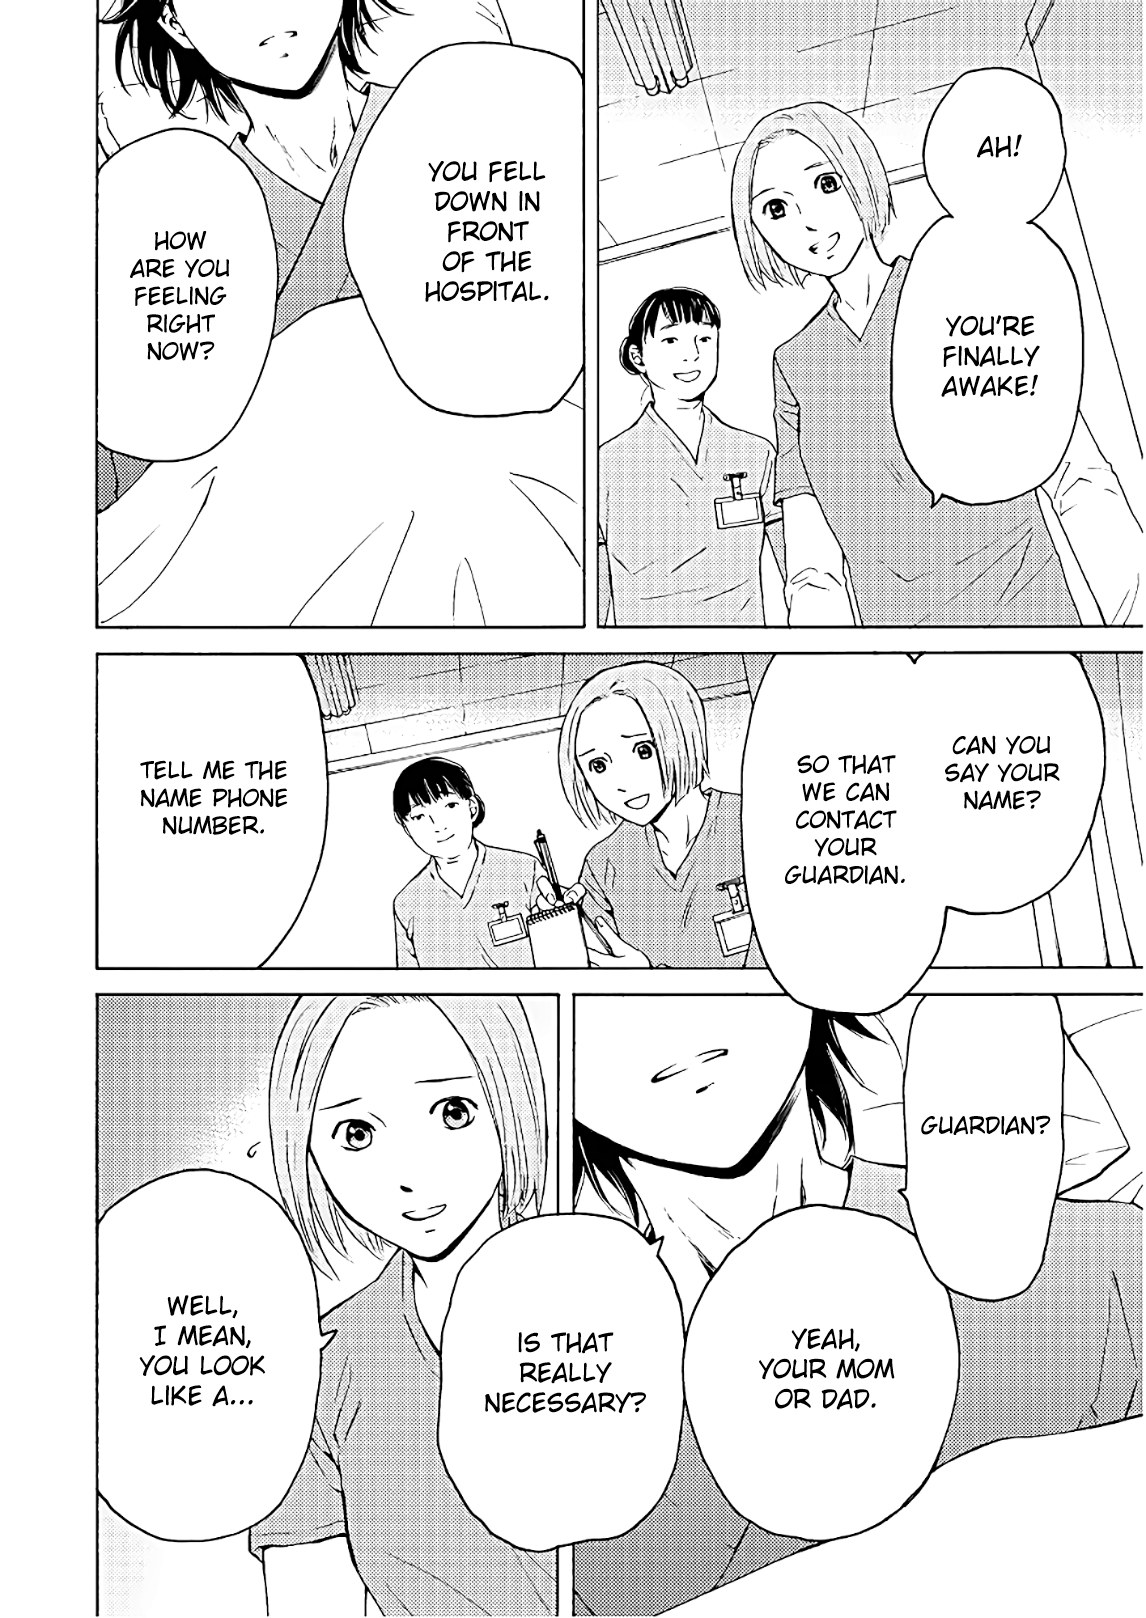 AH!
YOU'RE
FINALLY
AWAKE!
YOU FELL
DOWN IN
FRONT
OF THE
HOSPITAL.
HOW
ARE YOU
FEELING
RIGHT
NOW?
CAN YOU
SAY YOUR
NAME?
SO THAT
WE CAN
CONTACT
YOUR
GUARDIAN.
TELL ME THE
NAME PHONE
NUMBER.
GUARDIAN?
YEAH,
YOUR MOM
OR DAD.
IS THAT
REALLY
NECESSARY?
WELL,
I MEAN,
YOU LOOK
LIKE A...